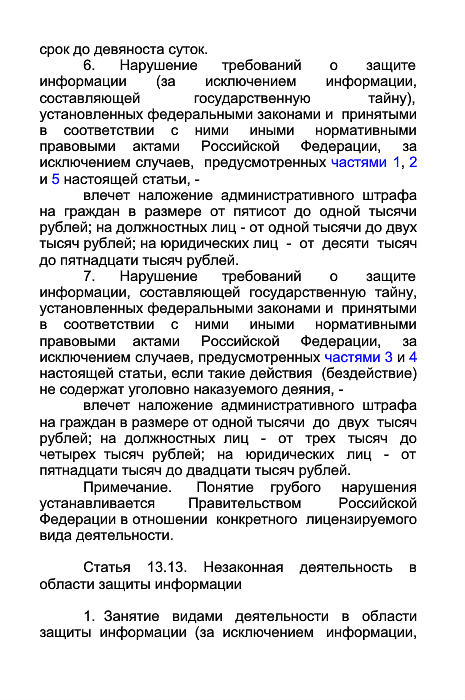 срок до девяноста суток.
6. Нарушение требований о защите
информации (за исключением информации,
составляющей государственную тайну),
установленных федеральными законами и принятыми
в соответствии с ними иными нормативными
правовыми актами Российской Федерации, за
исключением случаев, предусмотренных частями 1, 2
и 5 настоящей статьи, -
влечет наложение административного штрафа
на граждан в размере от пятисот до одной тысячи
рублей; на должностных лиц - от одной тысячи до двух
тысяч рублей; на юридических лиц - от десяти тысяч
до пятнадцати тысяч рублей.
7. Нарушение требований о защите
информации, составляющей государственную тайну,
установленных федеральными законами и принятыми
в соответствии с ними иными нормативными
правовыми актами Российской Федерации, за
исключением случаев, предусмотренных частями 3 и 4
настоящей статьи, если такие действия (бездействие)
не содержат уголовно наказуемого деяния, -
влечет наложение административного штрафа
на граждан в размере от одной тысячи до двух тысяч
рублей; на должностных лиц - от трех тысяч до
четырех тысяч рублей; на юридических лиц - от
пятнадцати тысяч до двадцати тысяч рублей.
Примечание. Понятие грубого нарушения
устанавливается Правительством Российской
Федерации в отношении конкретного лицензируемого
вида деятельности.
Статья 13.13. Незаконная деятельность в
области защиты информации
1. Занятие видами деятельности в области
защиты информации (за исключением информации,